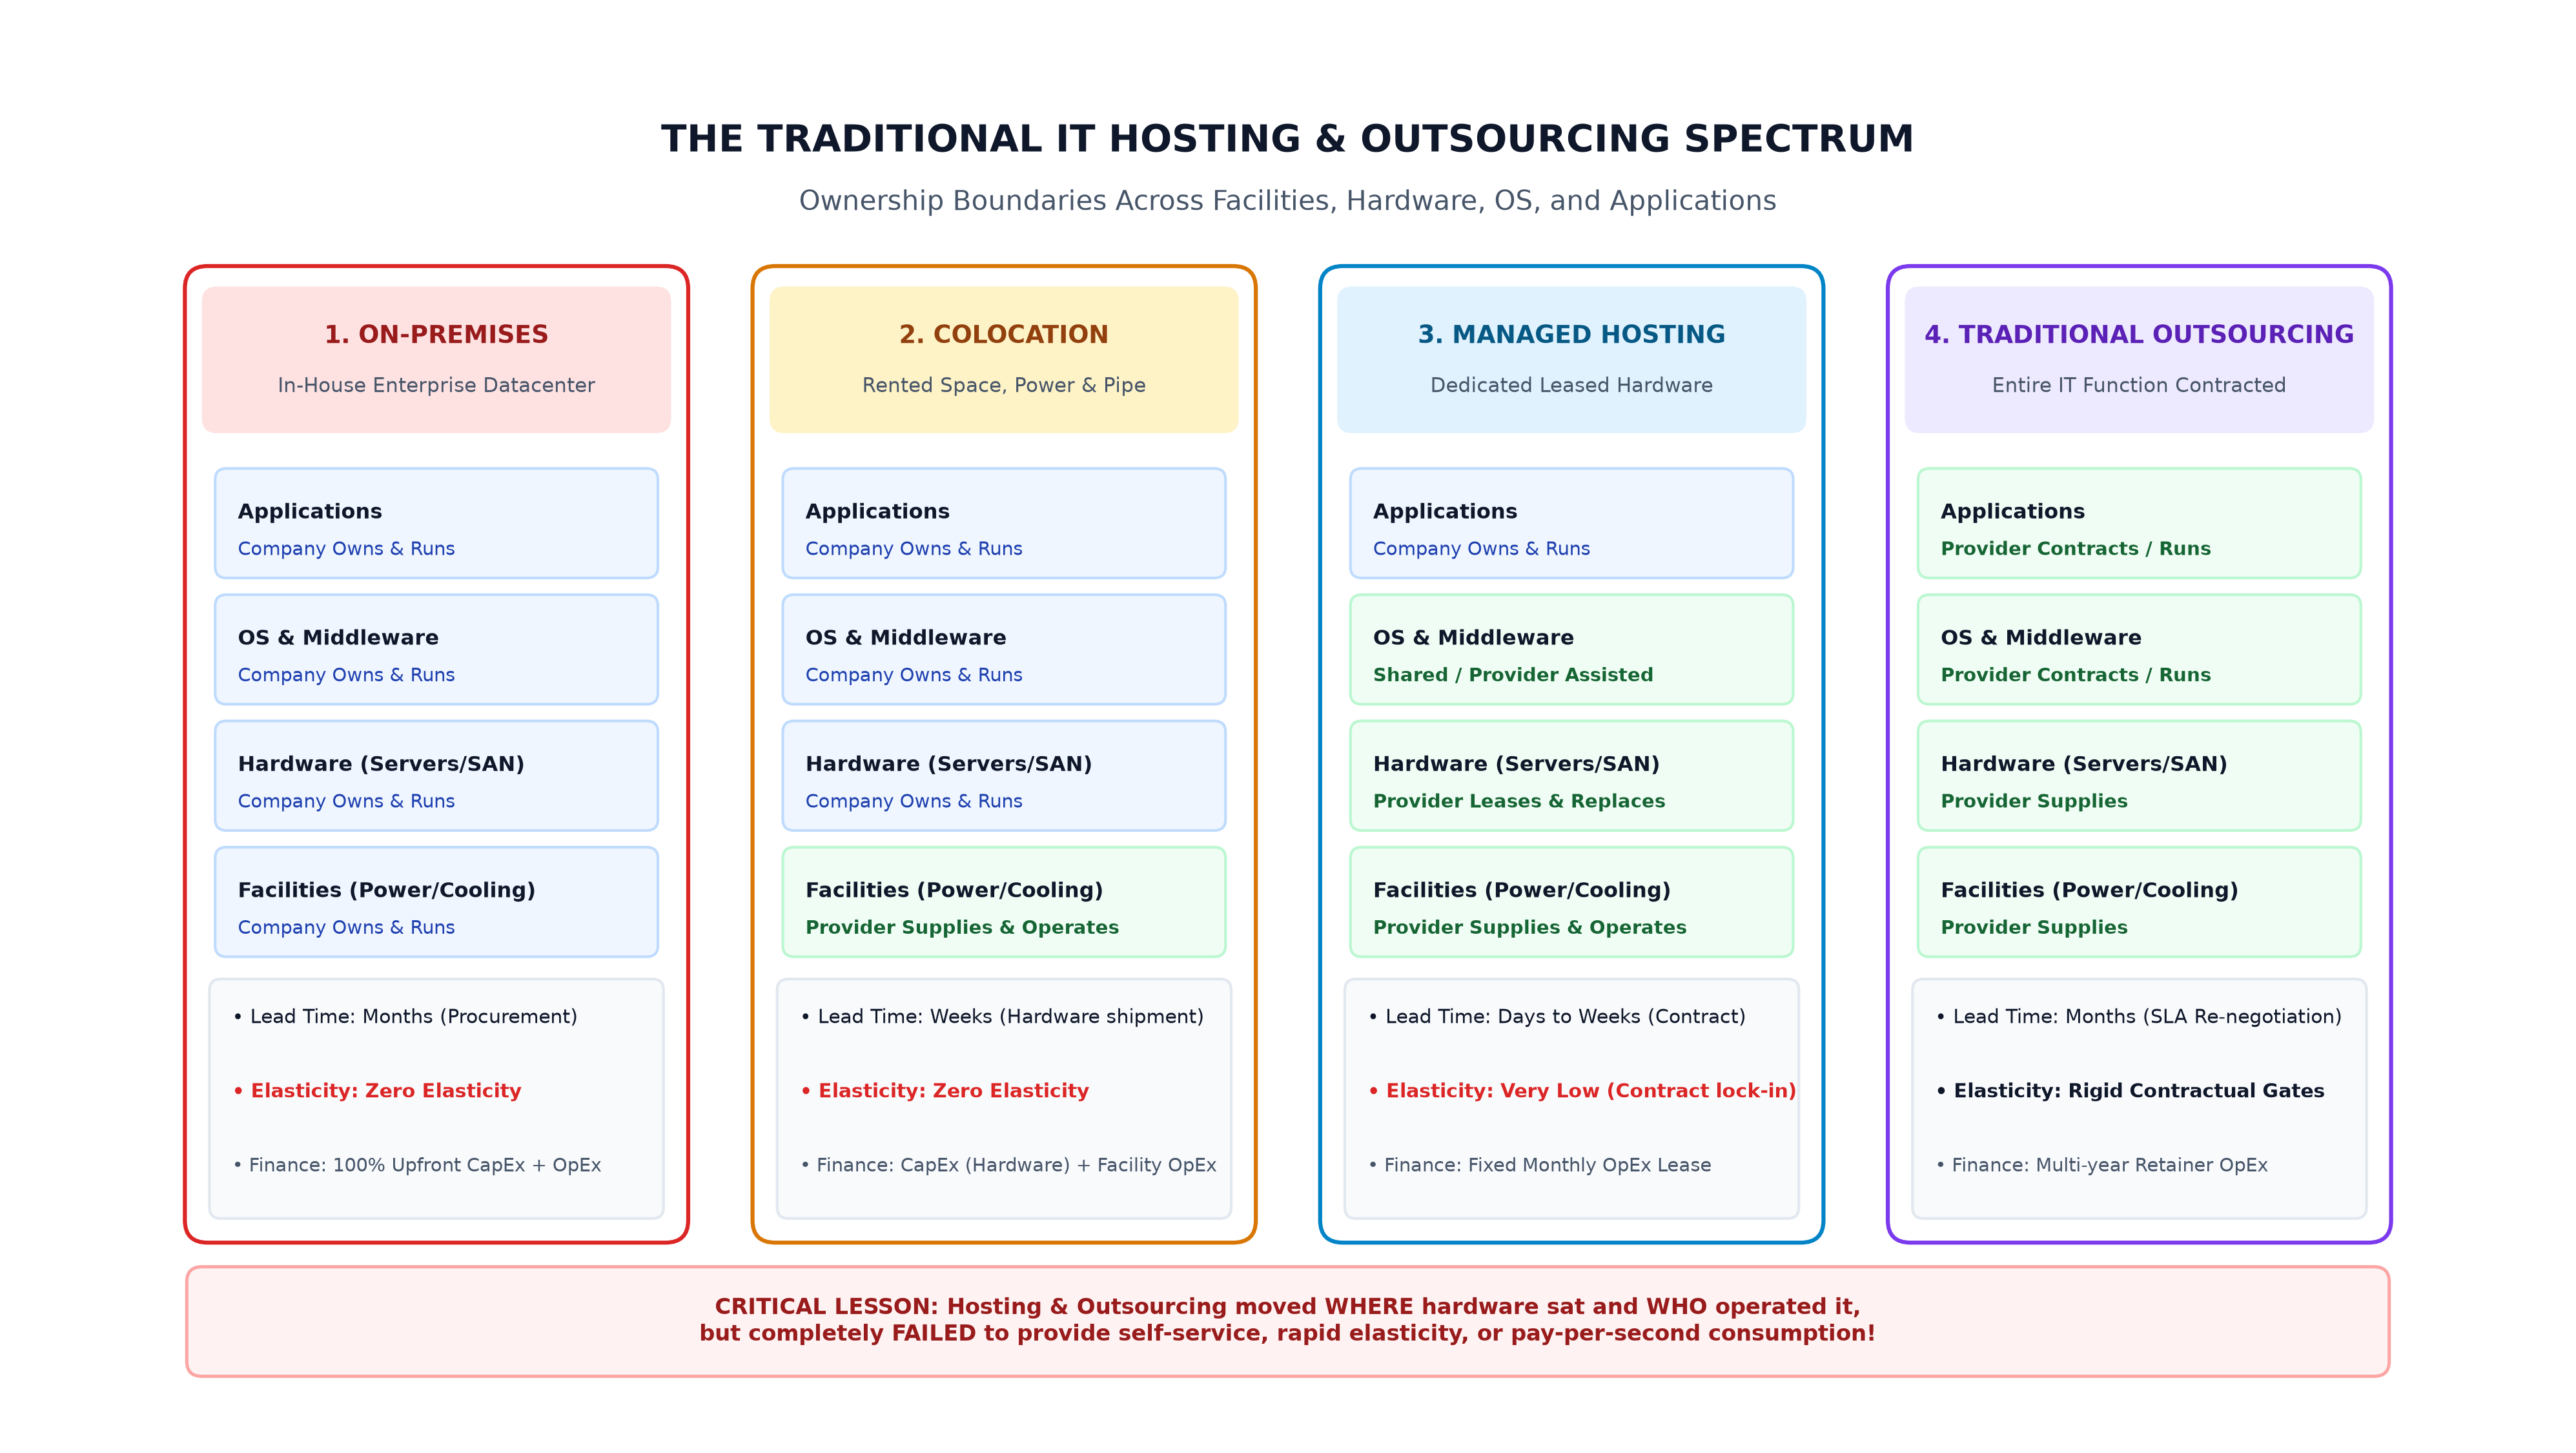 THE TRADITIONAL IT HOSTING & OUTSOURCING SPECTRUM
Ownership Boundaries Across Facilities, Hardware, OS, and Applications
1. ON-PREMISES
In-House Enterprise Datacenter
Applications
Company Owns & Runs
OS & Middleware
Company Owns & Runs
Hardware (Servers/SAN)
Company Owns & Runs
Facilities (Power/Cooling)
Company Owns & Runs
• Lead Time: Months (Procurement)
• Elasticity: Zero Elasticity
• Finance: 100% Upfront CapEx + OpEx
2. COLOCATION
Rented Space, Power & Pipe
Applications
Company Owns & Runs
OS & Middleware
Company Owns & Runs
Hardware (Servers/SAN)
Company Owns & Runs
Facilities (Power/Cooling)
Provider Supplies & Operates
• Lead Time: Weeks (Hardware shipment)
• Elasticity: Zero Elasticity
• Finance: CapEx (Hardware) + Facility OpEx
3. MANAGED HOSTING
Dedicated Leased Hardware
Applications
Company Owns & Runs
OS & Middleware
Shared / Provider Assisted
Hardware (Servers/SAN)
Provider Leases & Replaces
Facilities (Power/Cooling)
Provider Supplies & Operates
• Lead Time: Days to Weeks (Contract)
• Elasticity: Very Low (Contract lock-in)
• Finance: Fixed Monthly OpEx Lease
4. TRADITIONAL OUTSOURCING
Entire IT Function Contracted
Applications
Provider Contracts / Runs
OS & Middleware
Provider Contracts / Runs
Hardware (Servers/SAN)
Provider Supplies
Facilities (Power/Cooling)
Provider Supplies
• Lead Time: Months (SLA Re-negotiation)
• Elasticity: Rigid Contractual Gates
• Finance: Multi-year Retainer OpEx
CRITICAL LESSON: Hosting & Outsourcing moved WHERE hardware sat and WHO operated it,
but completely FAILED to provide self-service, rapid elasticity, or pay-per-second consumption!